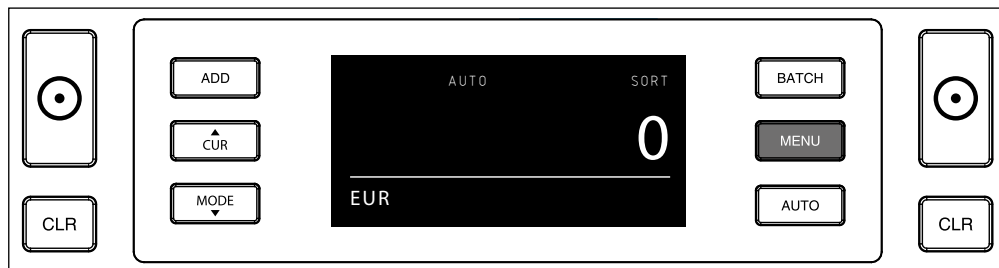 ADD
CUR
MODE
CLR
AUTO SORT
0
EUR
BATCH
MENU
AUTO
CLR